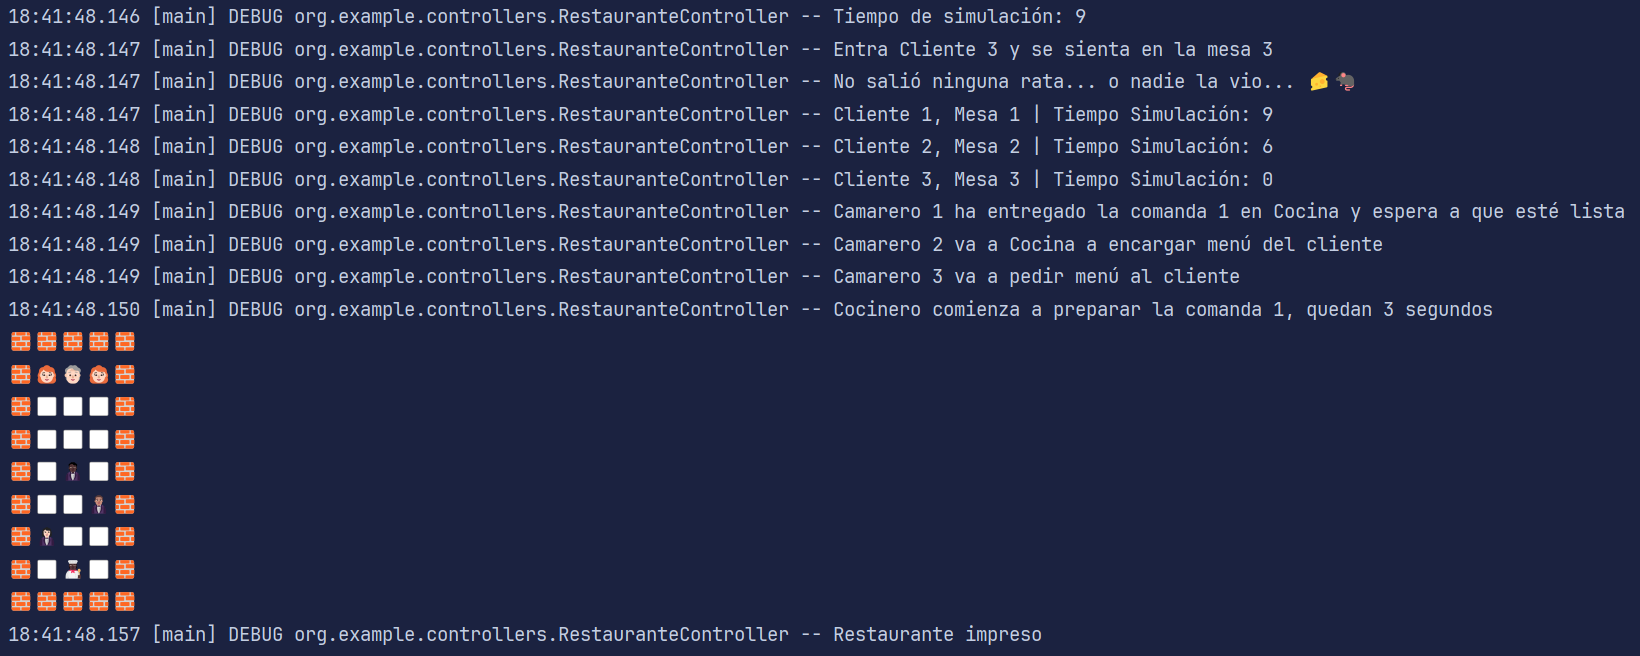 18:41:48.146 [main] DEBUG org.example.controllers.RestauranteController -- Tiempo de simulación: 9
18:41:48.147 [main] DEBUG org.example.controllers.RestauranteController -- Entra Cliente 3 y se sienta en la mesa 3
18:41:48.147 [main] DEBUG org.example.controllers.RestauranteController -- No salió ninguna rata... o nadie la vio... 🧀🐀
18:41:48.147 [main] DEBUG org.example.controllers.RestauranteController -- Cliente 1, Mesa 1 | Tiempo Simulación: 9
18:41:48.148 [main] DEBUG org.example.controllers.RestauranteController -- Cliente 2, Mesa 2 | Tiempo Simulación: 6
18:41:48.148 [main] DEBUG org.example.controllers.RestauranteController -- Cliente 3, Mesa 3 | Tiempo Simulación: 0
18:41:48.149 [main] DEBUG org.example.controllers.RestauranteController -- Camarero 1 ha entregado la comanda 1 en Cocina y espera a que esté lista
18:41:48.149 [main] DEBUG org.example.controllers.RestauranteController -- Camarero 2 va a Cocina a encargar menú del cliente
18:41:48.149 [main] DEBUG org.example.controllers.RestauranteController -- Camarero 3 va a pedir menú al cliente
18:41:48.150 [main] DEBUG org.example.controllers.RestauranteController -- Cocinero comienza a preparar la comanda 1, quedan 3 segundos
18:41:48.157 [main] DEBUG org.example.controllers.RestauranteController -- Restaurante impreso